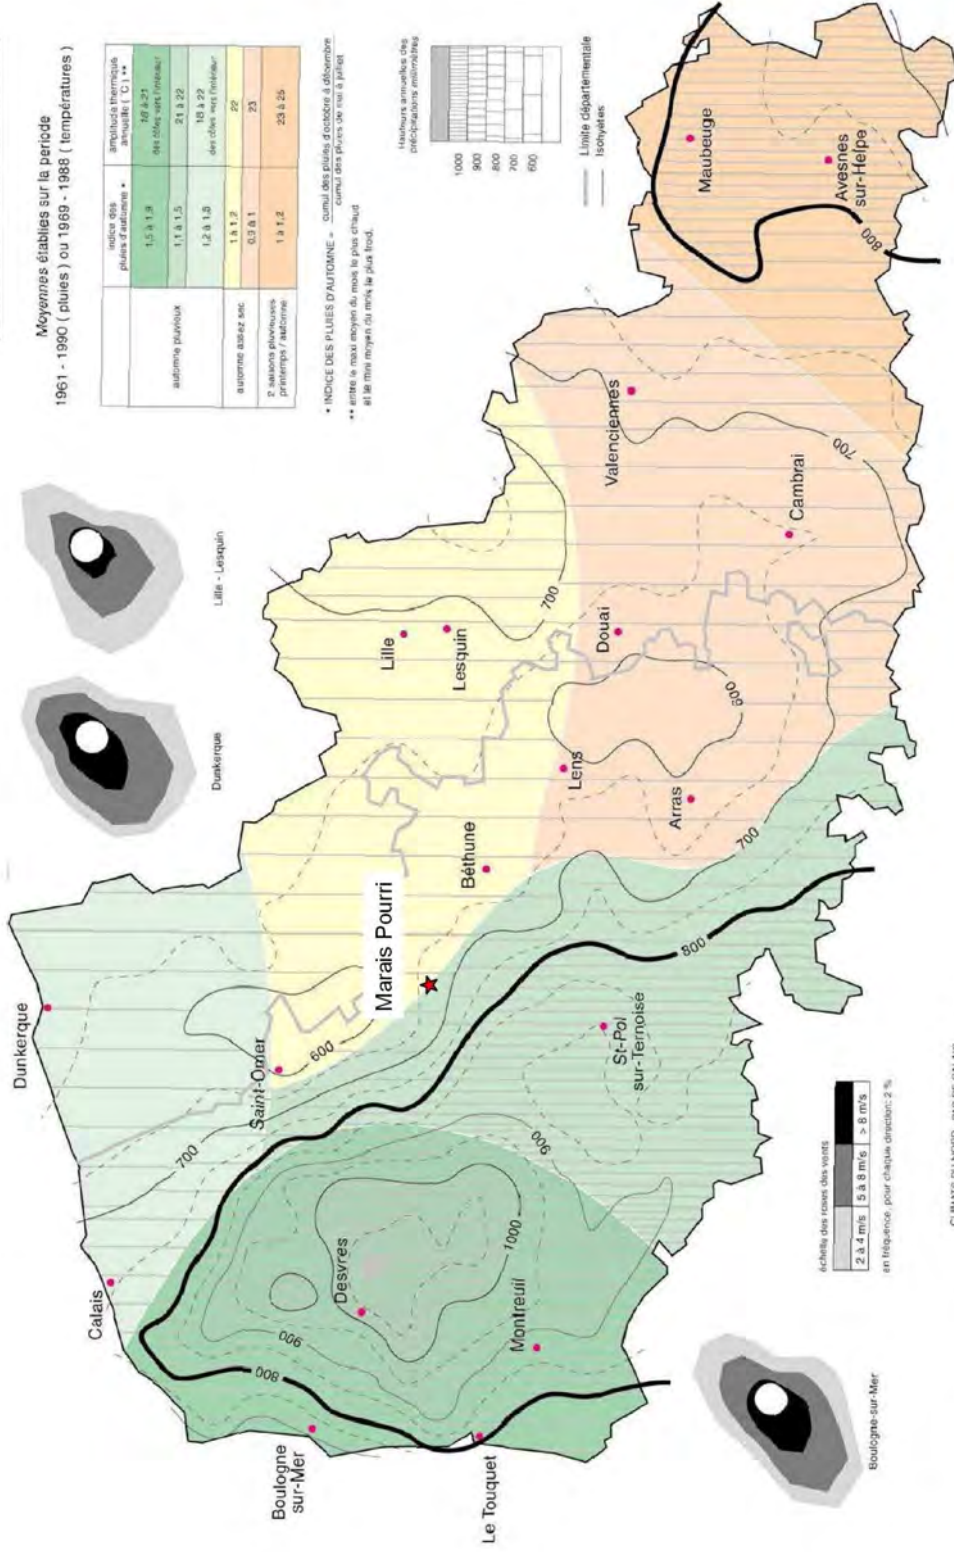 Moyennes établies sur la periode
1961 - 1990 ( pluies ) ou 1969 - 1988 ( températures )
indice des
pluies d'automne *
amplitude thermique
annuelle ( °C ) **
automne pluvieux
1,5 à 1,9
18 à 21
des côtes vers l'intérieur
1,1 à 1,5
21 à 22
1,2 à 1,8
18 à 22
des côtes vers l'intérieur
automne assez sec
1 à 1,2
22
0,9 à 1
23
2 saisons pluvieuses
printemps / automne
1 à 1,2
23 à 25
* INDICE DES PLUIES D'AUTOMNE =
cumul des pluies d'octobre à décembre
cumul des pluies de mai à juillet
** entre le maxi moyen du mois le plus chaud
et le mini moyen du mois le plus froid.
Hauteurs annuelles des
précipitations millimètres
1000
900
800
700
600
Limite départementale
Isohyètes
Lille - Lesquin
Dunkerque
Dunkerque
Calais
Saint-Omer
Marais Pourri
Béthune
Lille
Lesquin
Lens
Douai
Arras
Valenciennes
Cambrai
Maubeuge
Avesnes
sur-Helpe
St-Pol
sur-Ternoise
Desvres
Montreuil
Boulogne
sur-Mer
Le Touquet
700
600
900
1000
900
800
800
700
600
700
700
800
échelle des roses des vents
2 à 4 m/s
5 à 8 m/s
> 8 m/s
en fréquence, pour chaque direction: 2 %
Boulogne-sur-Mer